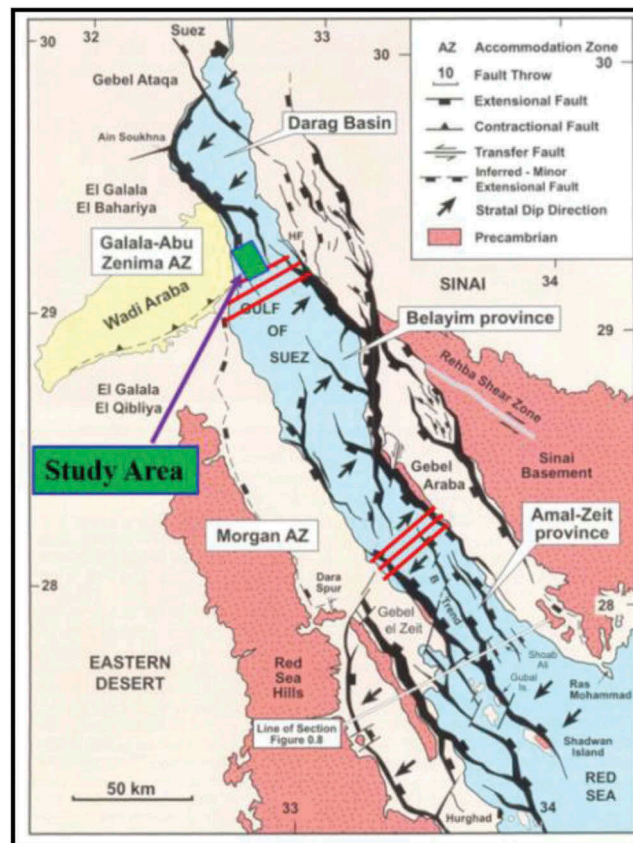 32
33
30
30
30
Suez
Gebel Ataqa
Darag Basin
Ain Soukhna
El Galala
El Bahariya
Galala-Abu
Zenima AZ
HF
Wadi Araba
29
GULF
OF
SUEZ
El Galala
El Qibliya
Study Area
AZ Accommodation Zone
10 Fault Throw
Extensional Fault
Contractional Fault
Transfer Fault
Inferred - Minor
Extensional Fault
Stratal Dip Direction
Precambrian
SINAI
34
29
Belayim province
Rehba Shear Zone
Sinai
Basement
Gebel
Araba
Amal-Zeit
province
Morgan AZ
28
Dara
Spur
B Trend
Gebel
el Zeit
28
EASTERN
DESERT
Red
Sea
Hills
Shoab
Ali
Gubal
Is.
Ras
Mohammad
Line of Section
Figure 0.8
Shadwan
Island
RED
SEA
50 km
33
34
Hurghad